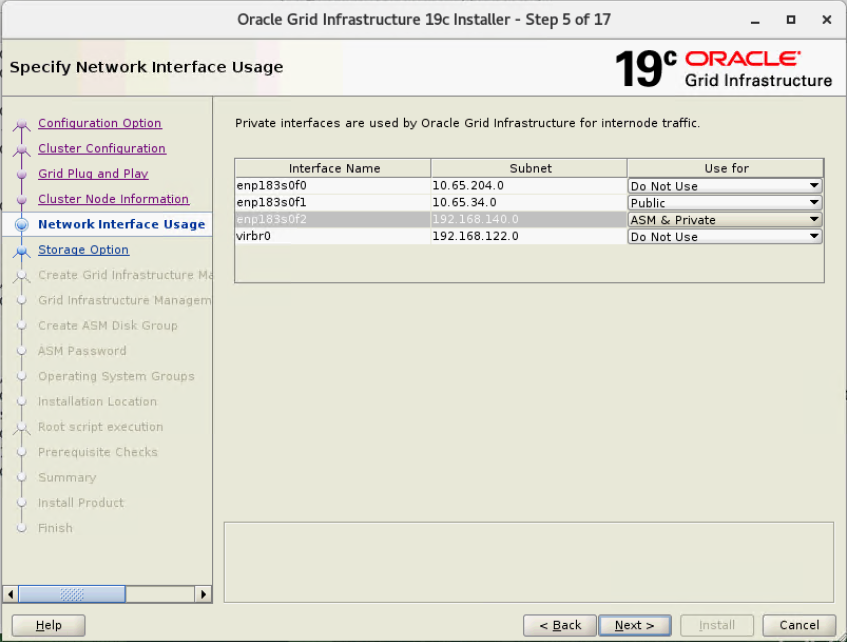 Oracle Grid Infrastructure 19c Installer - Step 5 of 17
Specify Network Interface Usage
19c ORACLE
Grid Infrastructure
Configuration Option
Cluster Configuration
Grid Plug and Play
Cluster Node Information
Network Interface Usage
Storage Option
Create Grid Infrastructure Ma
Grid Infrastructure Managem
Create ASM Disk Group
ASM Password
Operating System Groups
Installation Location
Root script execution
Prerequisite Checks
Summary
Install Product
Finish
Private interfaces are used by Oracle Grid Infrastructure for internode traffic.
Interface Name Subnet Use for
enp183s0f0 10.65.204.0 Do Not Use
enp183s0f1 10.65.34.0 Public
enp183s0f2 192.168.140.0 ASM & Private
virbr0 192.168.122.0 Do Not Use
Help < Back Next > Install Cancel